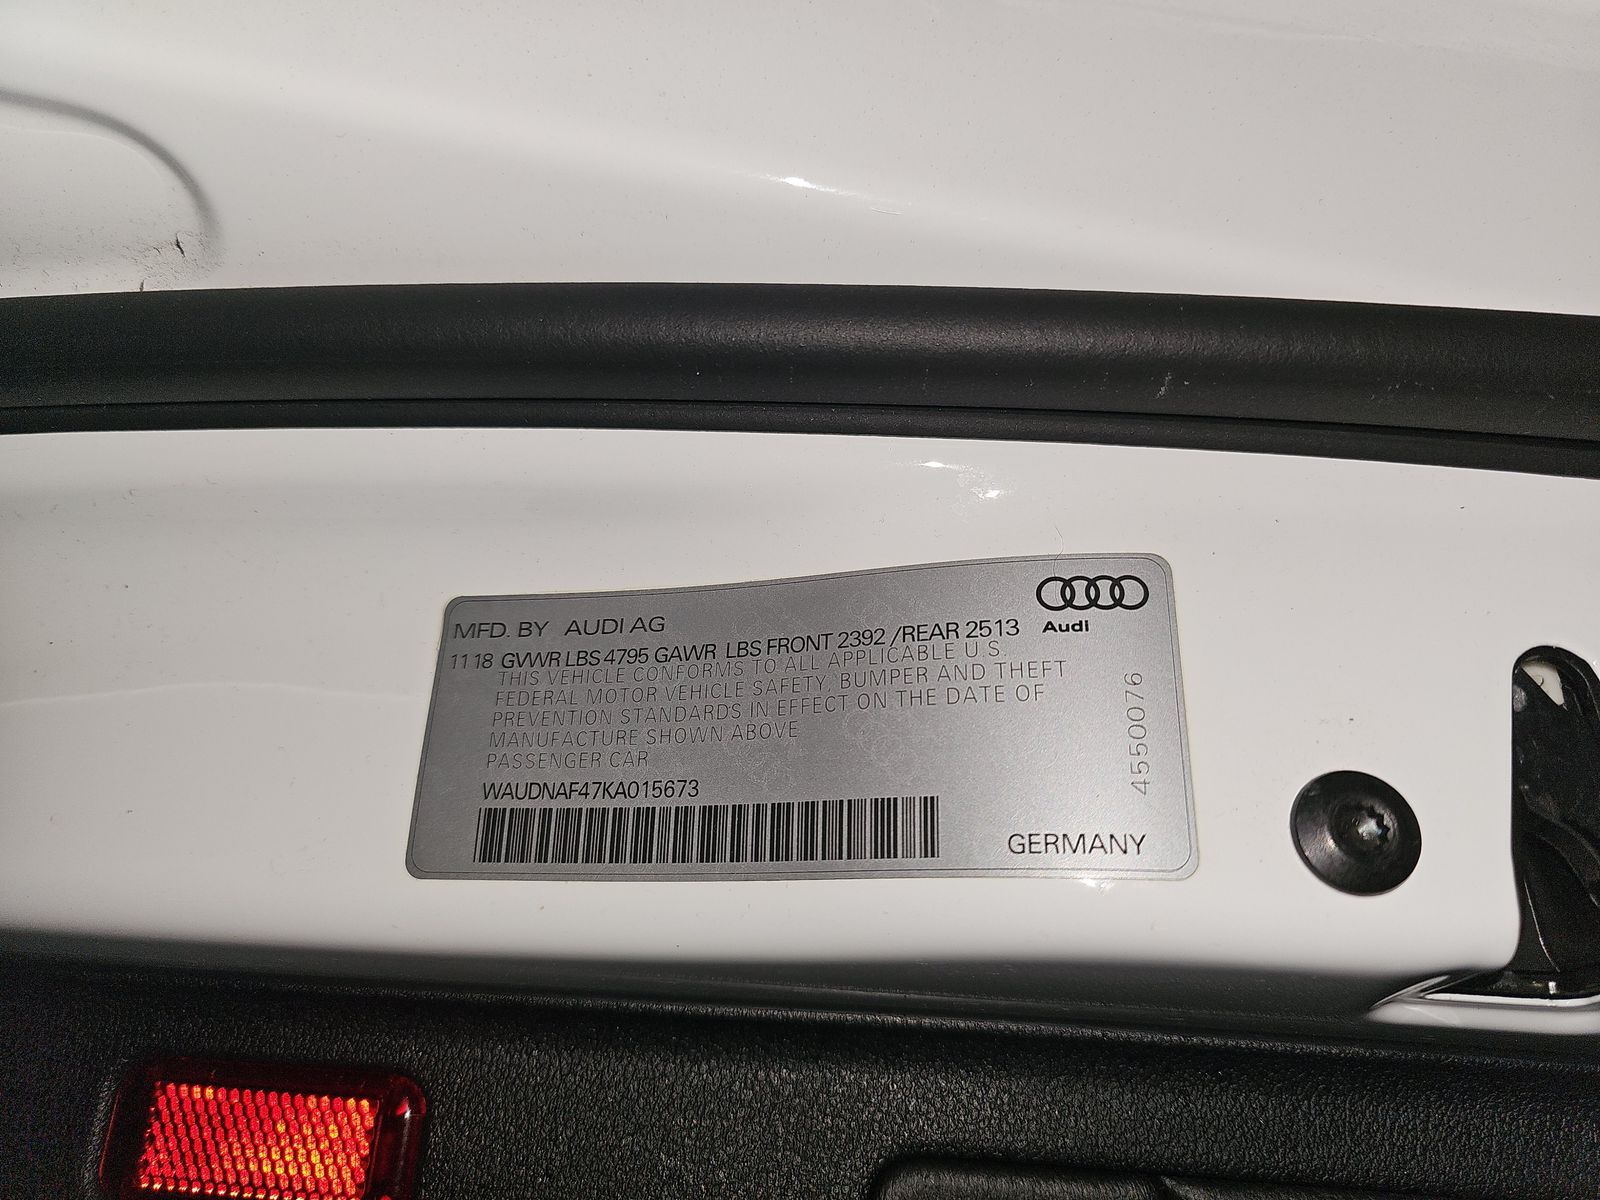 MFD. BY AUDI AG
Audi
11 18 GVWR LBS 4795 GAWR LBS FRONT 2392 /REAR 2513
THIS VEHICLE CONFORMS TO ALL APPLICABLE U S.
FEDERAL MOTOR VEHICLE SAFETY, BUMPER AND THEFT
PREVENTION STANDARDS IN EFFECT ON THE DATE OF
MANUFACTURE SHOWN ABOVE
PASSENGER CAR
WAUDNAF47KA015673
4550076
GERMANY